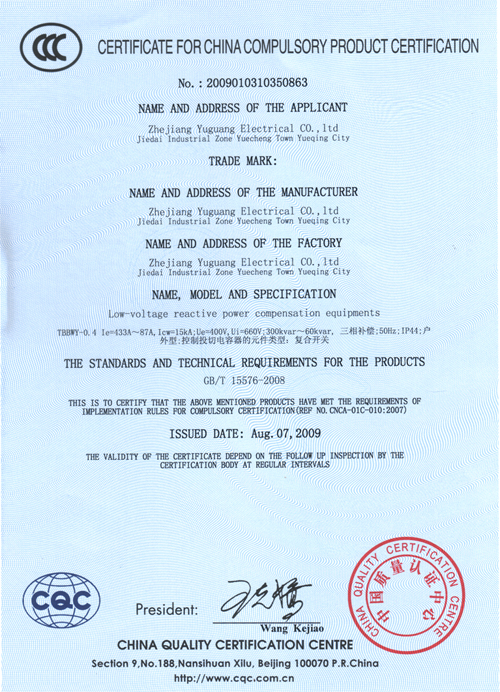 CERTIFICATE FOR CHINA COMPULSORY PRODUCT CERTIFICATION
No.: 2009010310350863
NAME AND ADDRESS OF THE APPLICANT
Zhejiang Yuguang Electrical CO.,ltd
Jiedai Industrial Zone Yuecheng Town Yueqing City
TRADE MARK:
NAME AND ADDRESS OF THE MANUFACTURER
Zhejiang Yuguang Electrical CO.,ltd
Jiedai Industrial Zone Yuecheng Town Yueqing City
NAME AND ADDRESS OF THE FACTORY
Zhejiang Yuguang Electrical CO.,ltd
Jiedai Industrial Zone Yuecheng Town Yueqing City
NAME, MODEL AND SPECIFICATION
Low-voltage reactive power compensation equipments
TBBWY-0.4 Ie=433A~87A,Icw=15kA;Ue=400V,Ui=660V;300kvar~60kvar, 三相补偿;50Hz;IP44;户
外型;控制投切电容器的元件类型: 复合开关
THE STANDARDS AND TECHNICAL REQUIREMENTS FOR THE PRODUCTS
GB/T 15576-2008
THIS IS TO CERTIFY THAT THE ABOVE MENTIONED PRODUCTS HAVE MET THE REQUIREMENTS OF
IMPLEMENTATION RULES FOR COMPULSORY CERTIFICATION(REF NO.CNCA-01C-010:2007)
ISSUED DATE: Aug.07,2009
THE VALIDITY OF THE CERTIFICATE DEPEND ON THE FOLLOW UP INSPECTION BY THE
CERTIFICATION BODY AT REGULAR INTERVALS
CHINA QUALITY CERTIFICATION CENTRE
中国质量认证中心
CQC
President:
Wang Kejiao
CHINA QUALITY CERTIFICATION CENTRE
Section 9,No.188,Nansihuan Xilu, Beijing 100070 P.R.China
http://www.cqc.com.cn